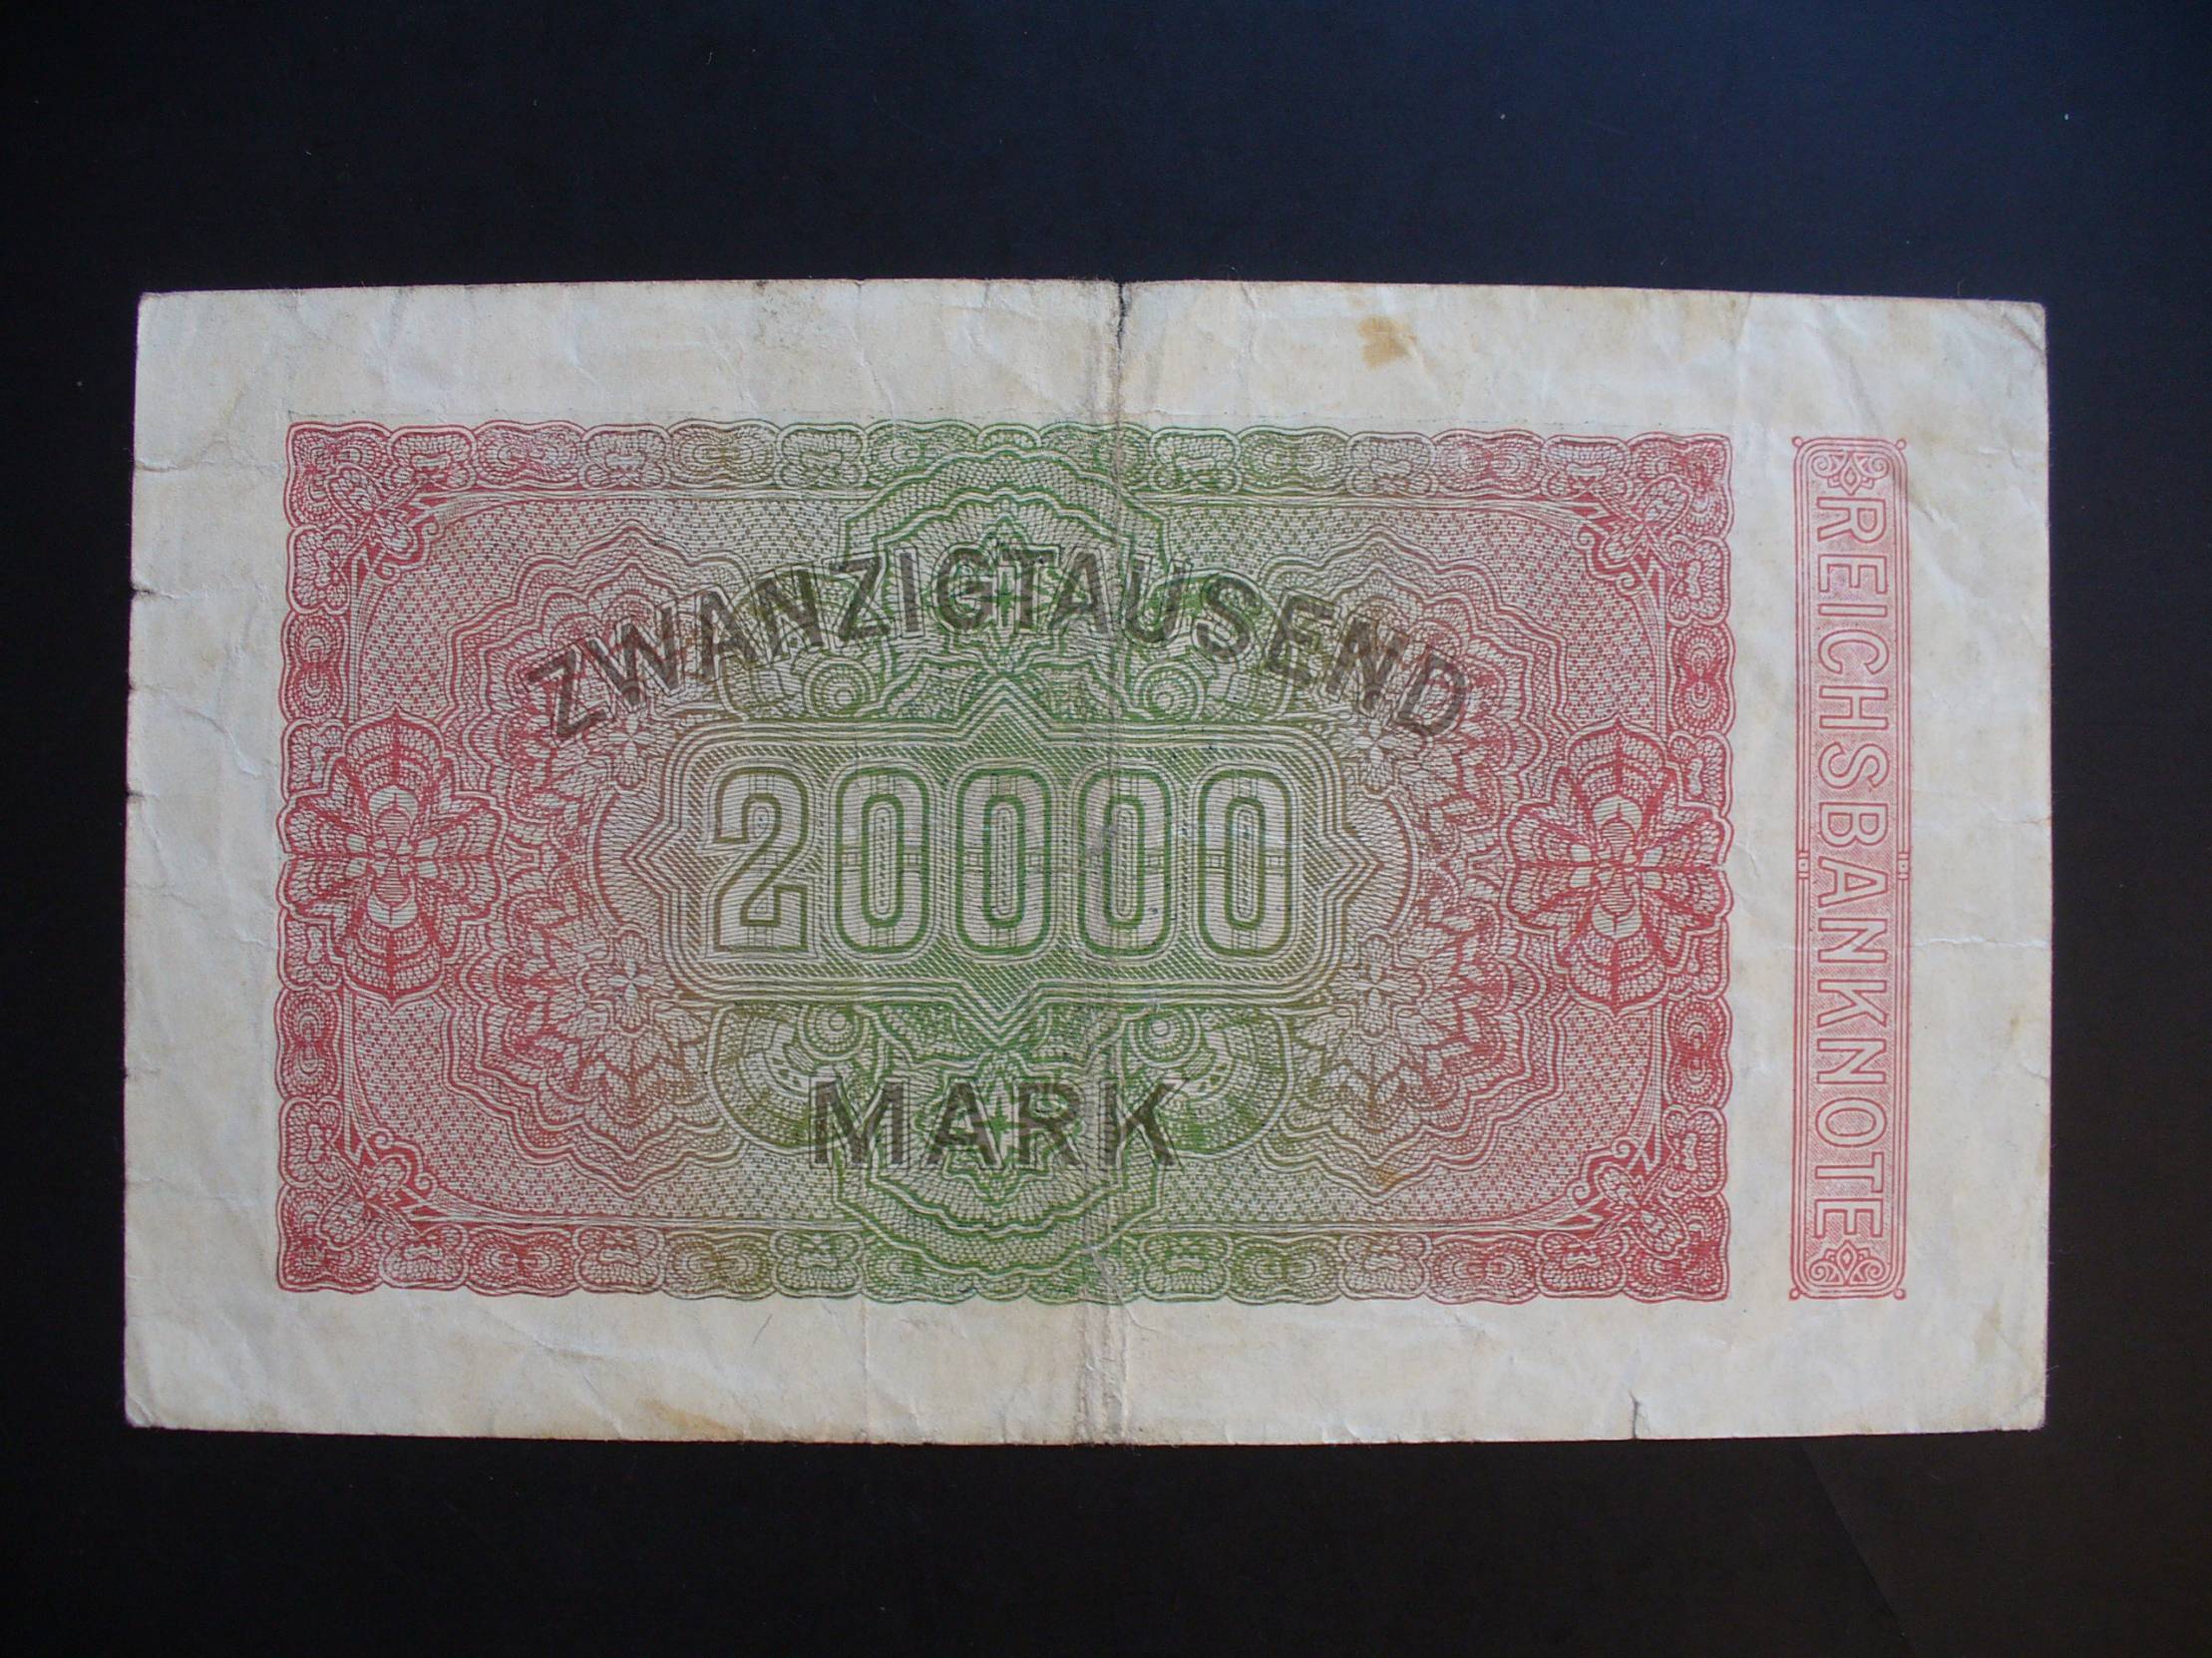 ZWANZIGTAUSEND
20000
MARK
REICHSBANKNOTE